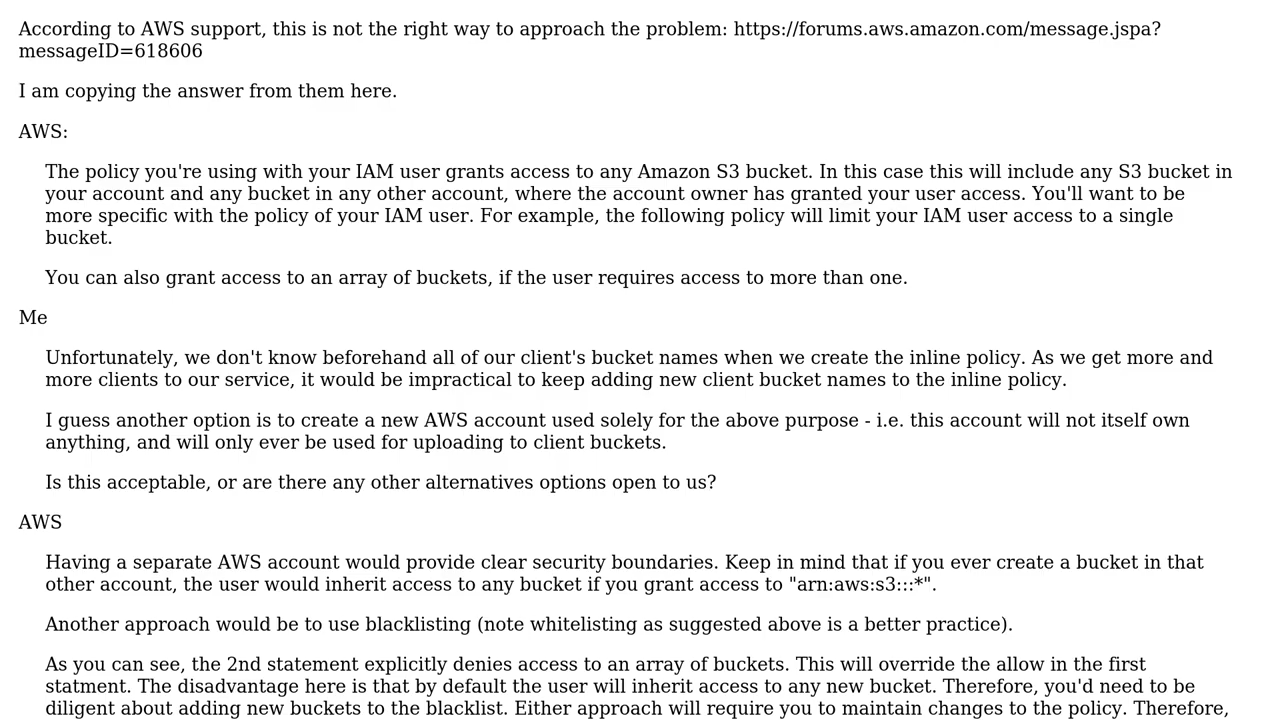 According to AWS support, this is not the right way to approach the problem: https://forums.aws.amazon.com/message.jspa?
messageID=618606
I am copying the answer from them here.
AWS:
The policy you're using with your IAM user grants access to any Amazon S3 bucket. In this case this will include any S3 bucket in
your account and any bucket in any other account, where the account owner has granted your user access. You'll want to be
more specific with the policy of your IAM user. For example, the following policy will limit your IAM user access to a single
bucket.
You can also grant access to an array of buckets, if the user requires access to more than one.
Me
Unfortunately, we don't know beforehand all of our client's bucket names when we create the inline policy. As we get more and
more clients to our service, it would be impractical to keep adding new client bucket names to the inline policy.
I guess another option is to create a new AWS account used solely for the above purpose - i.e. this account will not itself own
anything, and will only ever be used for uploading to client buckets.
Is this acceptable, or are there any other alternatives options open to us?
AWS
Having a separate AWS account would provide clear security boundaries. Keep in mind that if you ever create a bucket in that
other account, the user would inherit access to any bucket if you grant access to "arn:aws:s3:::*".
Another approach would be to use blacklisting (note whitelisting as suggested above is a better practice).
As you can see, the 2nd statement explicitly denies access to an array of buckets. This will override the allow in the first
statment. The disadvantage here is that by default the user will inherit access to any new bucket. Therefore, you'd need to be
diligent about adding new buckets to the blacklist. Either approach will require you to maintain changes to the policy. Therefore,